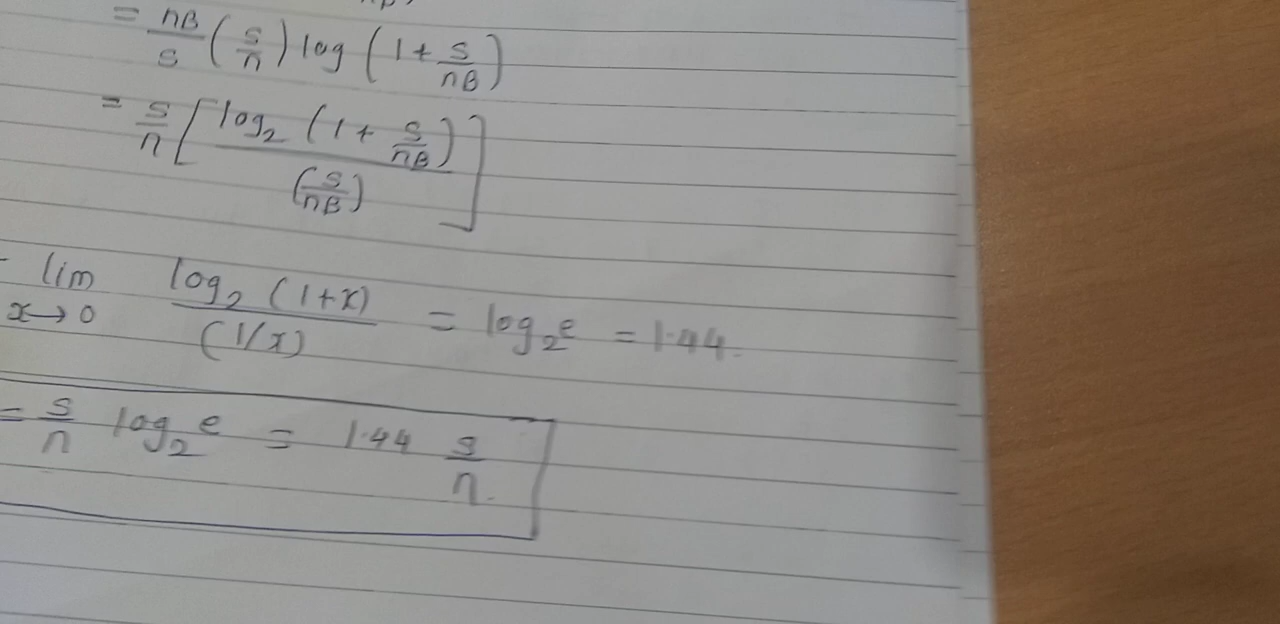 = nB/s (s/n) log (1 + s/nB)
= s/n [ log₂ (1 + s/nB) / (s/nB) ]
lim x→0 log₂ (1+x) / (1/x) = log₂e = 1.44.
= s/n log₂e = 1.44 s/n.